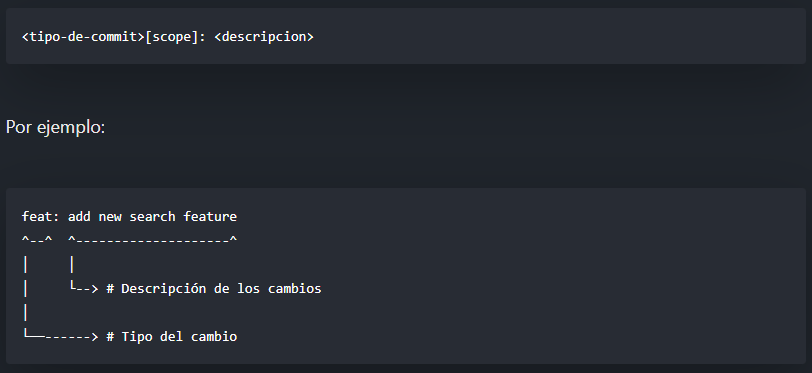 <tipo-de-commit>[scope]: <descripcion>
Por ejemplo:
feat: add new search feature
^--^  ^--------------------^
│     │
│     └--> # Descripción de los cambios
│
└──------> # Tipo del cambio